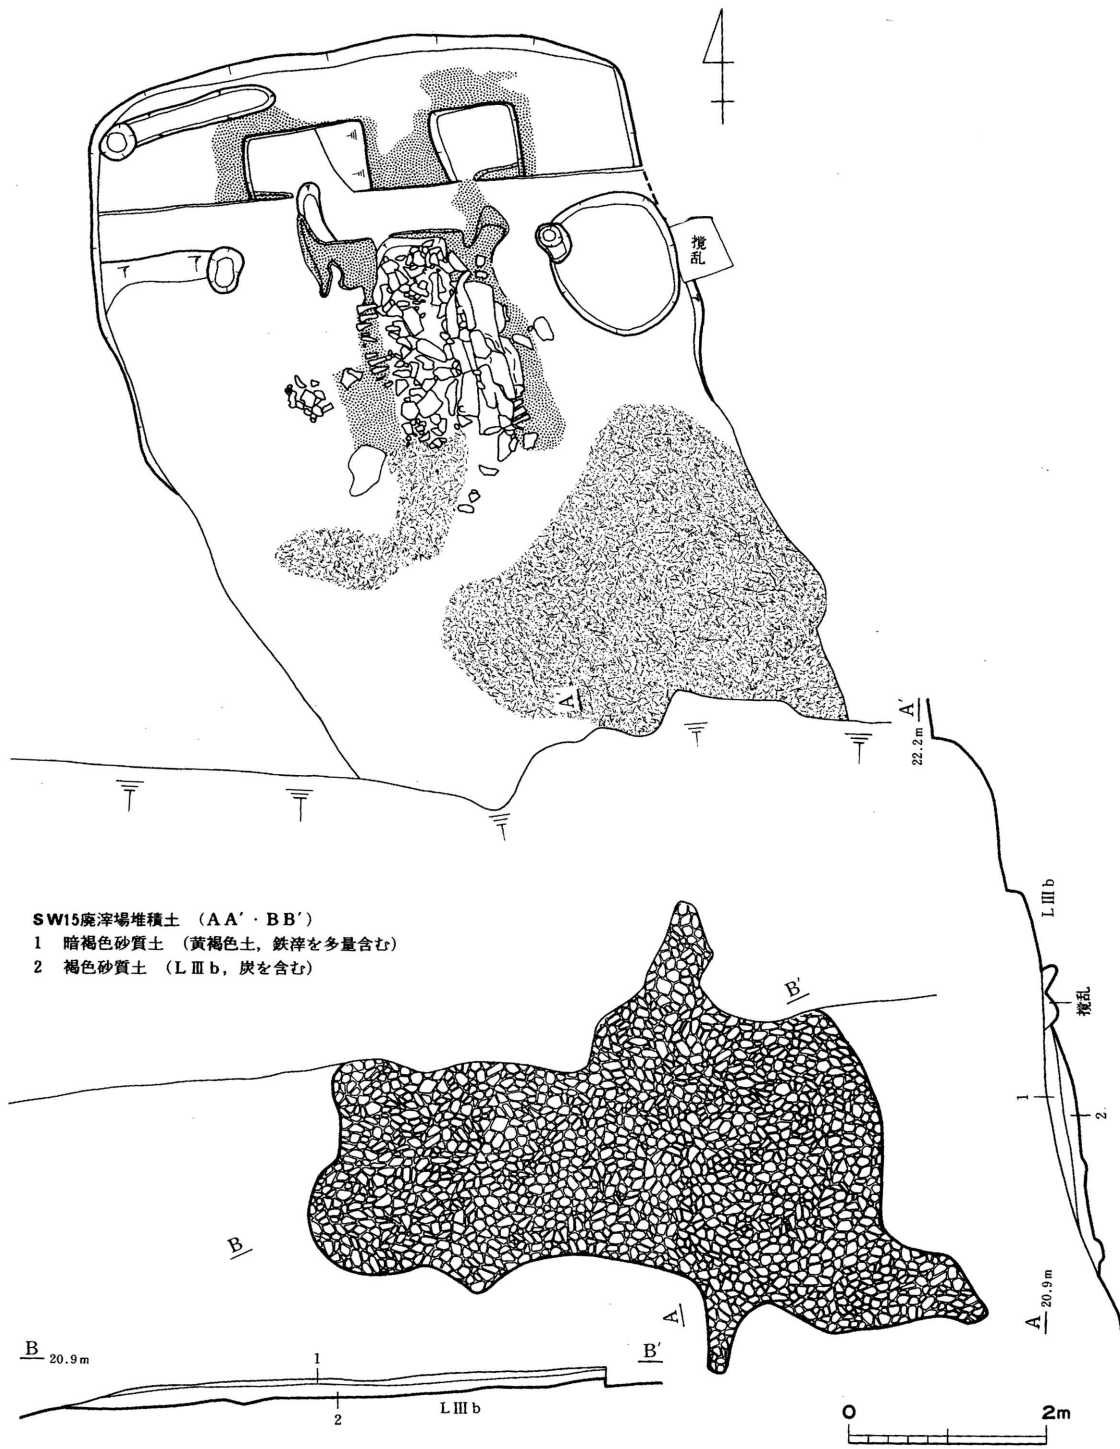 撹乱
A′
A′
22.2m
LⅢb
SW15廃滓場堆積土 (AA′・BB′)
1 暗褐色砂質土 (黄褐色土，鉄滓を多量含む)
2 褐色砂質土 (LⅢb，炭を含む)
撹乱
B′
1
2
B
A
A
20.9m
B
20.9m
1
B′
2
LⅢb
0
2m